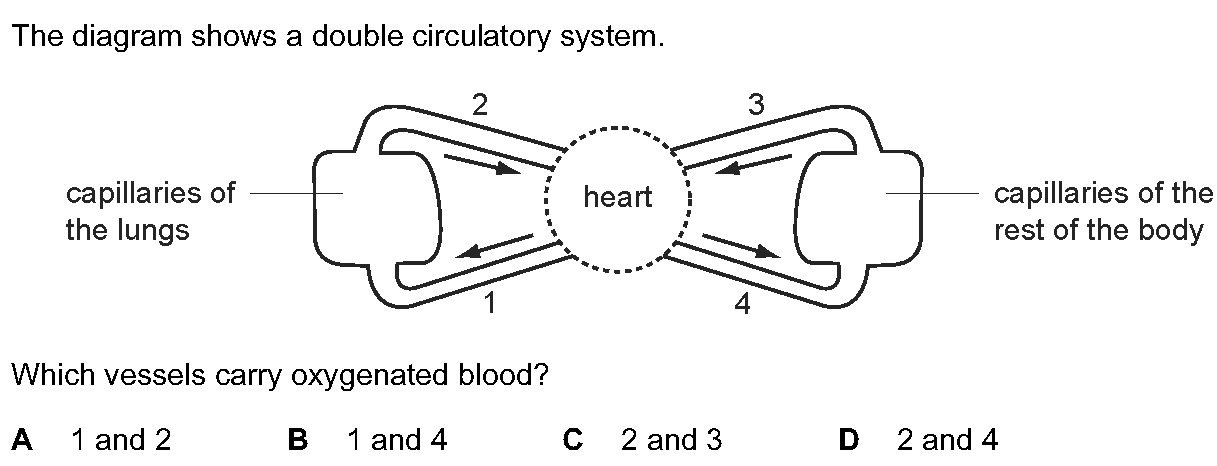 The diagram shows a double circulatory system.
2
3
capillaries of
the lungs
heart
capillaries of the
rest of the body
1
4
Which vessels carry oxygenated blood?
A 1 and 2 B 1 and 4 C 2 and 3 D 2 and 4